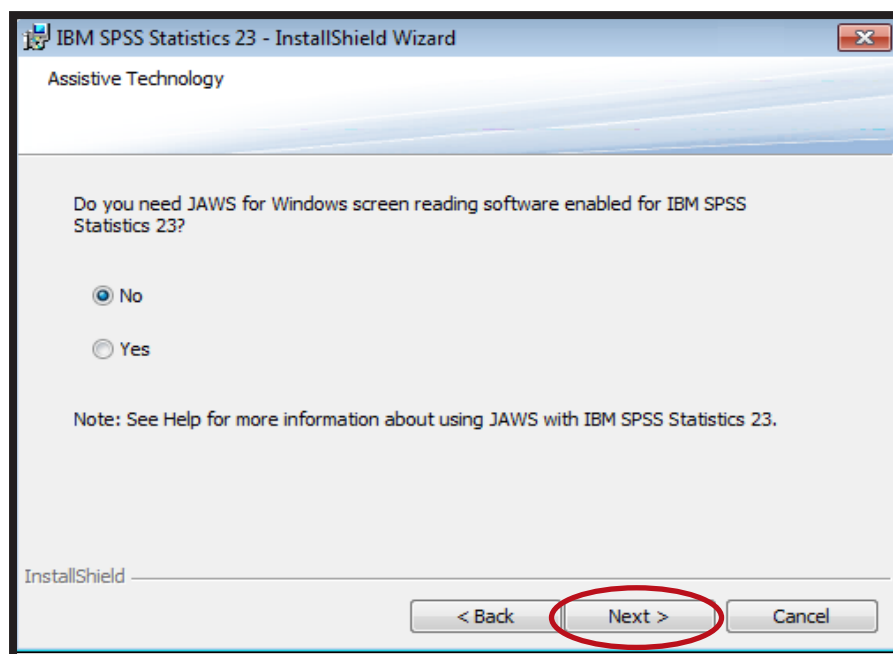 IBM SPSS Statistics 23 - InstallShield Wizard
Assistive Technology
Do you need JAWS for Windows screen reading software enabled for IBM SPSS
Statistics 23?
No
Yes
Note: See Help for more information about using JAWS with IBM SPSS Statistics 23.
InstallShield
< Back Next > Cancel